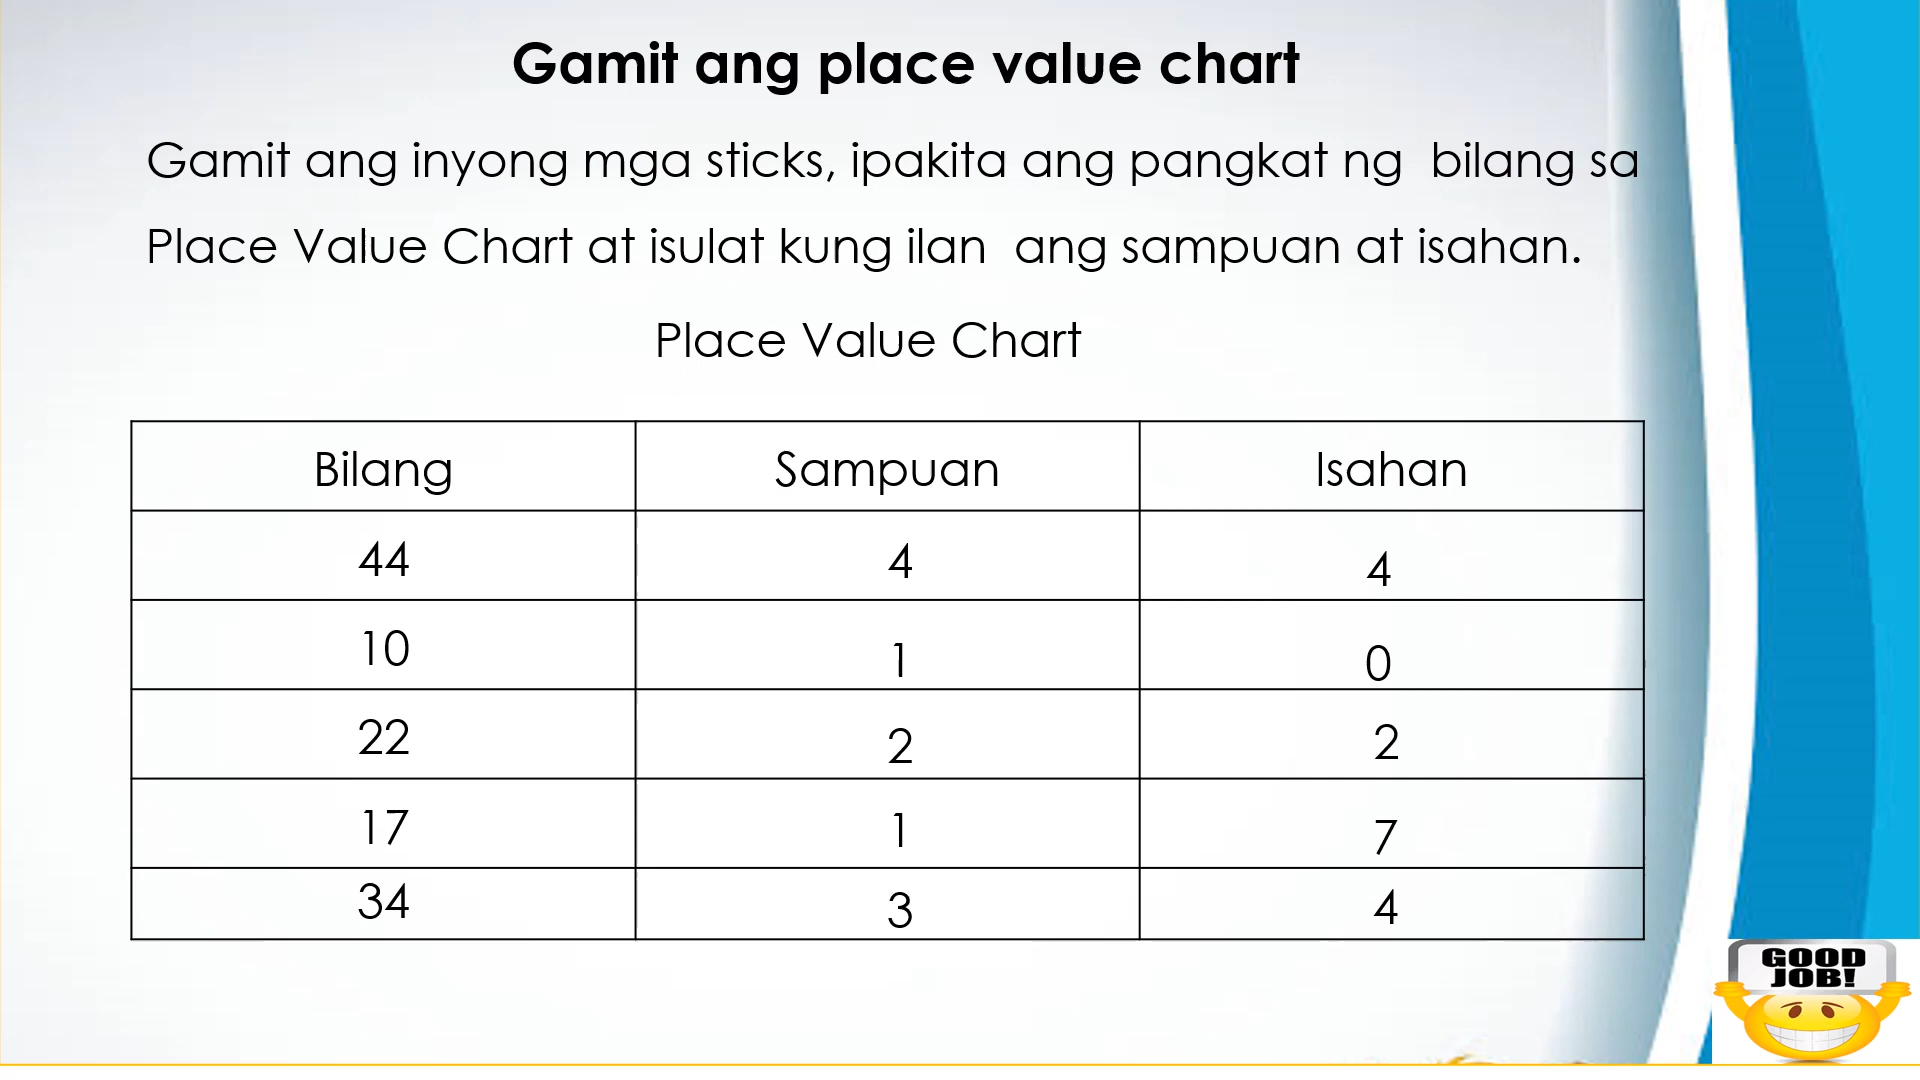 Gamit ang place value chart
Gamit ang inyong mga sticks, ipakita ang pangkat ng bilang sa
Place Value Chart at isulat kung ilan ang sampuan at isahan.
Place Value Chart
Bilang Sampuan Isahan
44 4 4
10 1 0
22 2 2
17 1 7
34 3 4
GOOD
JOB!